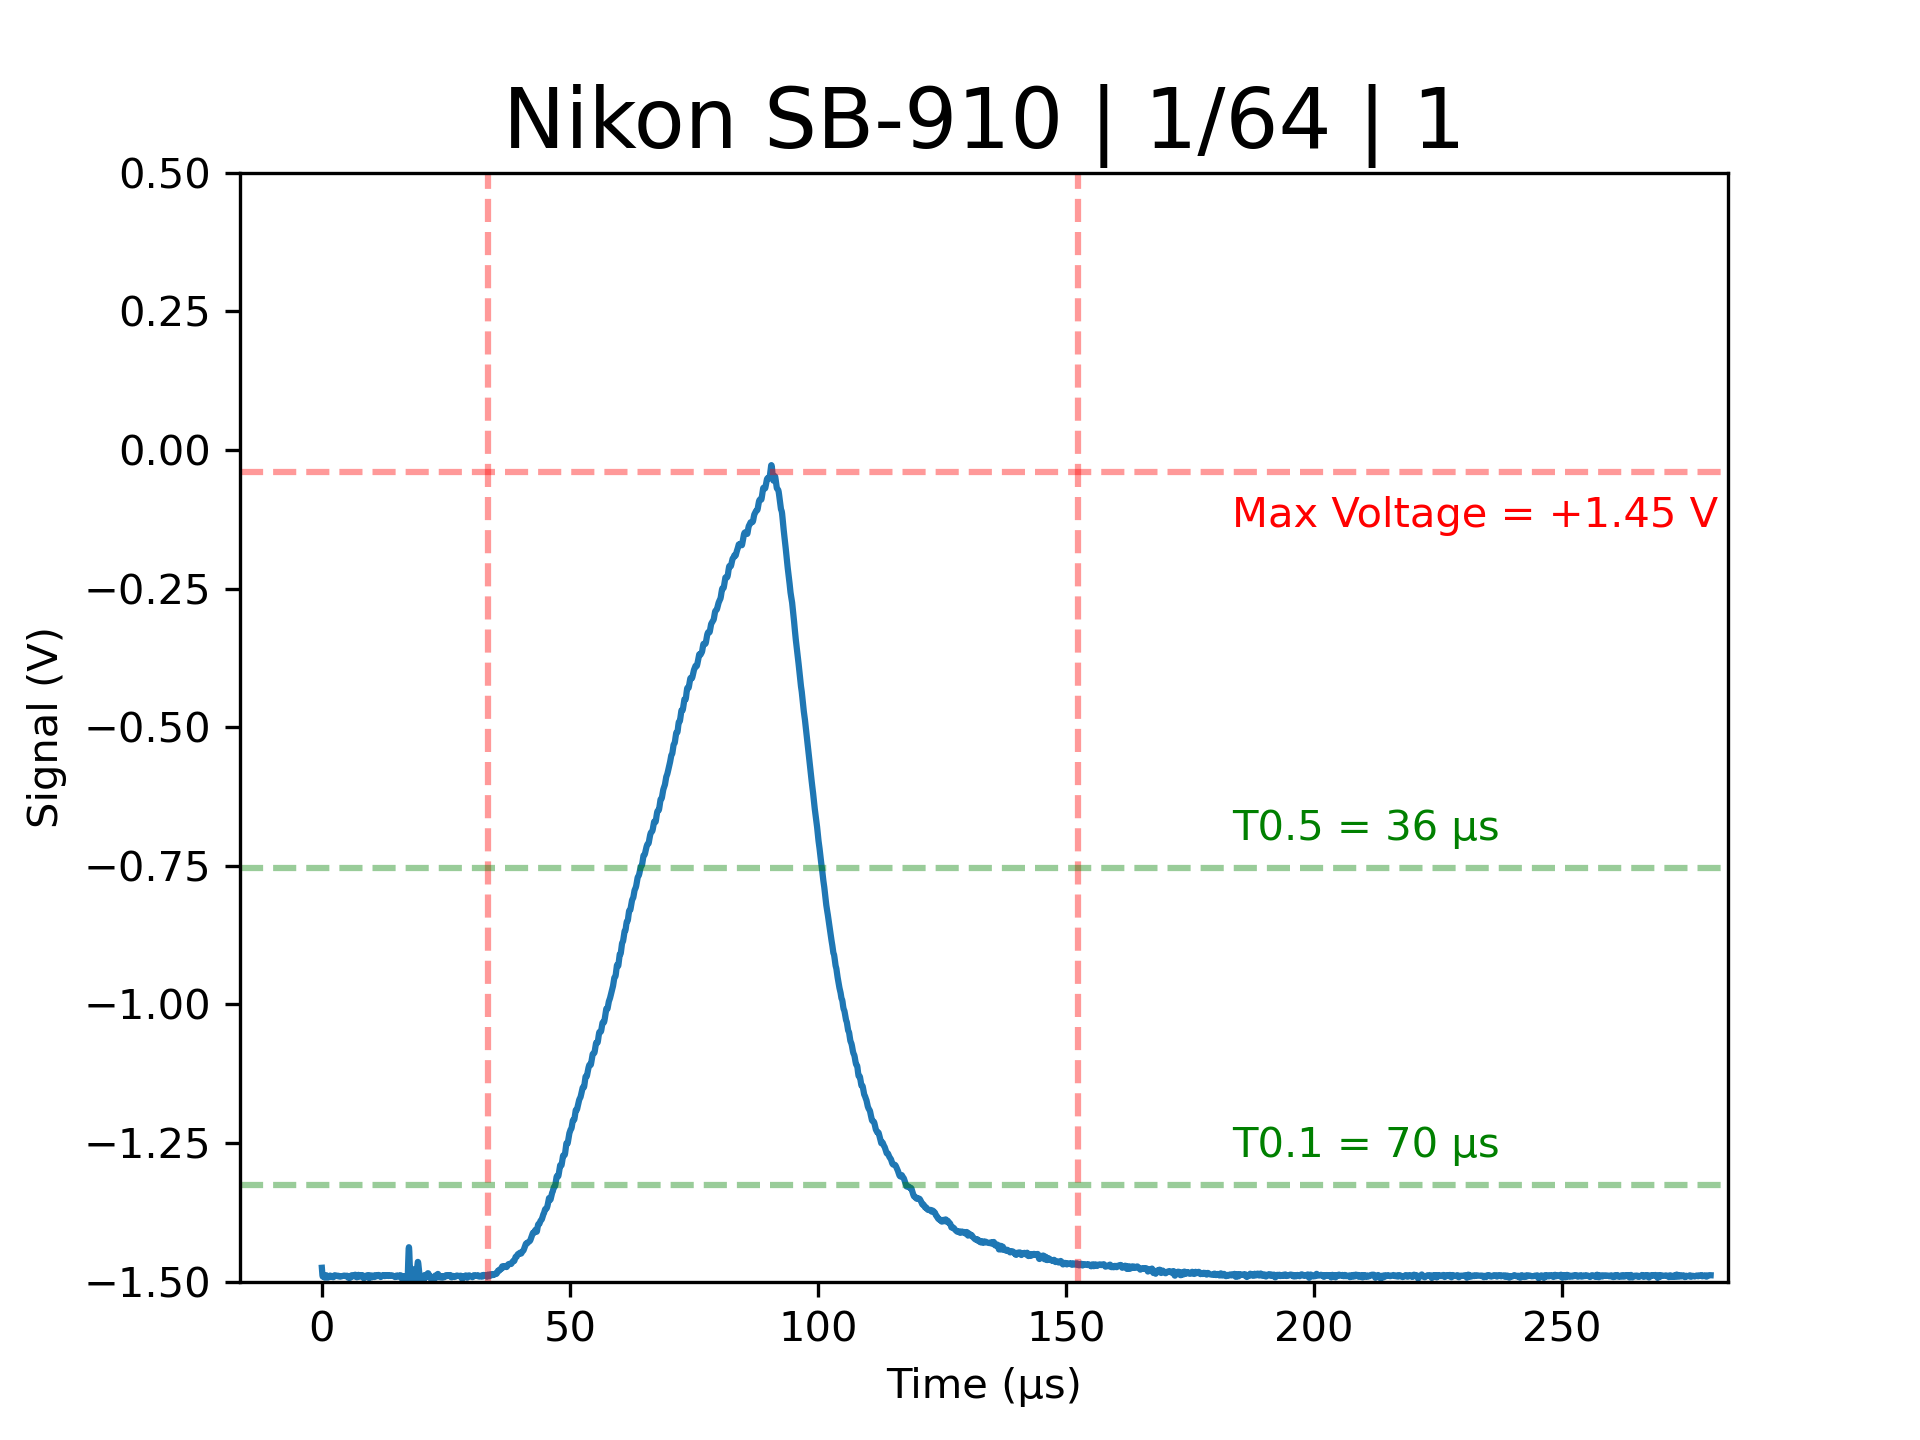 Nikon SB-910 | 1/64 | 1
0.50
0.25
0.00
−0.25
−0.50
−0.75
−1.00
−1.25
−1.50
Signal (V)
Max Voltage = +1.45 V
T0.5 = 36 µs
T0.1 = 70 µs
0 50 100 150 200 250
Time (µs)